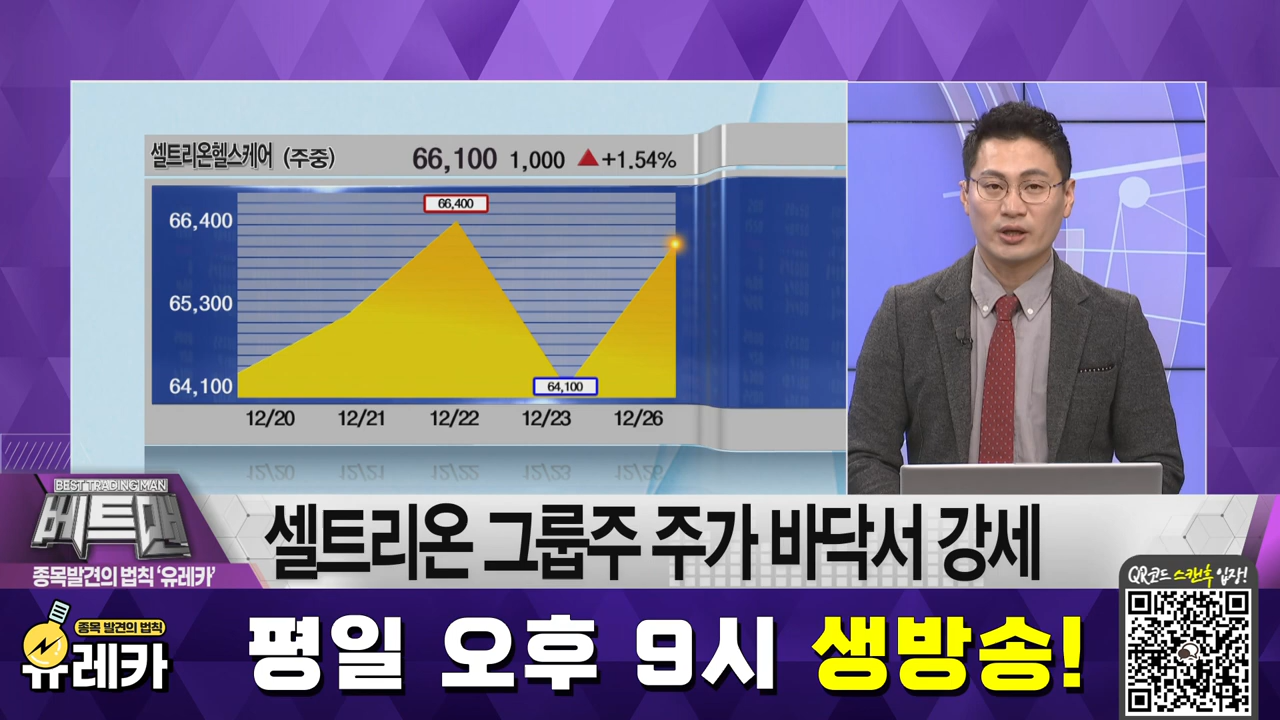 셀트리온헬스케어 (주중) 66,100 1,000 ▲+1.54%
66,400
66,400
65,300
64,100
64,100
12/20 12/21 12/22 12/23 12/26
BEST TRADING MAN
베트맨
종목발견의 법칙 ‘유레카’
셀트리온 그룹주 주가 바닥서 강세
QR코드 스캔후 입장!
종목 발견의 법칙
유레카
평일 오후 9시 생방송!